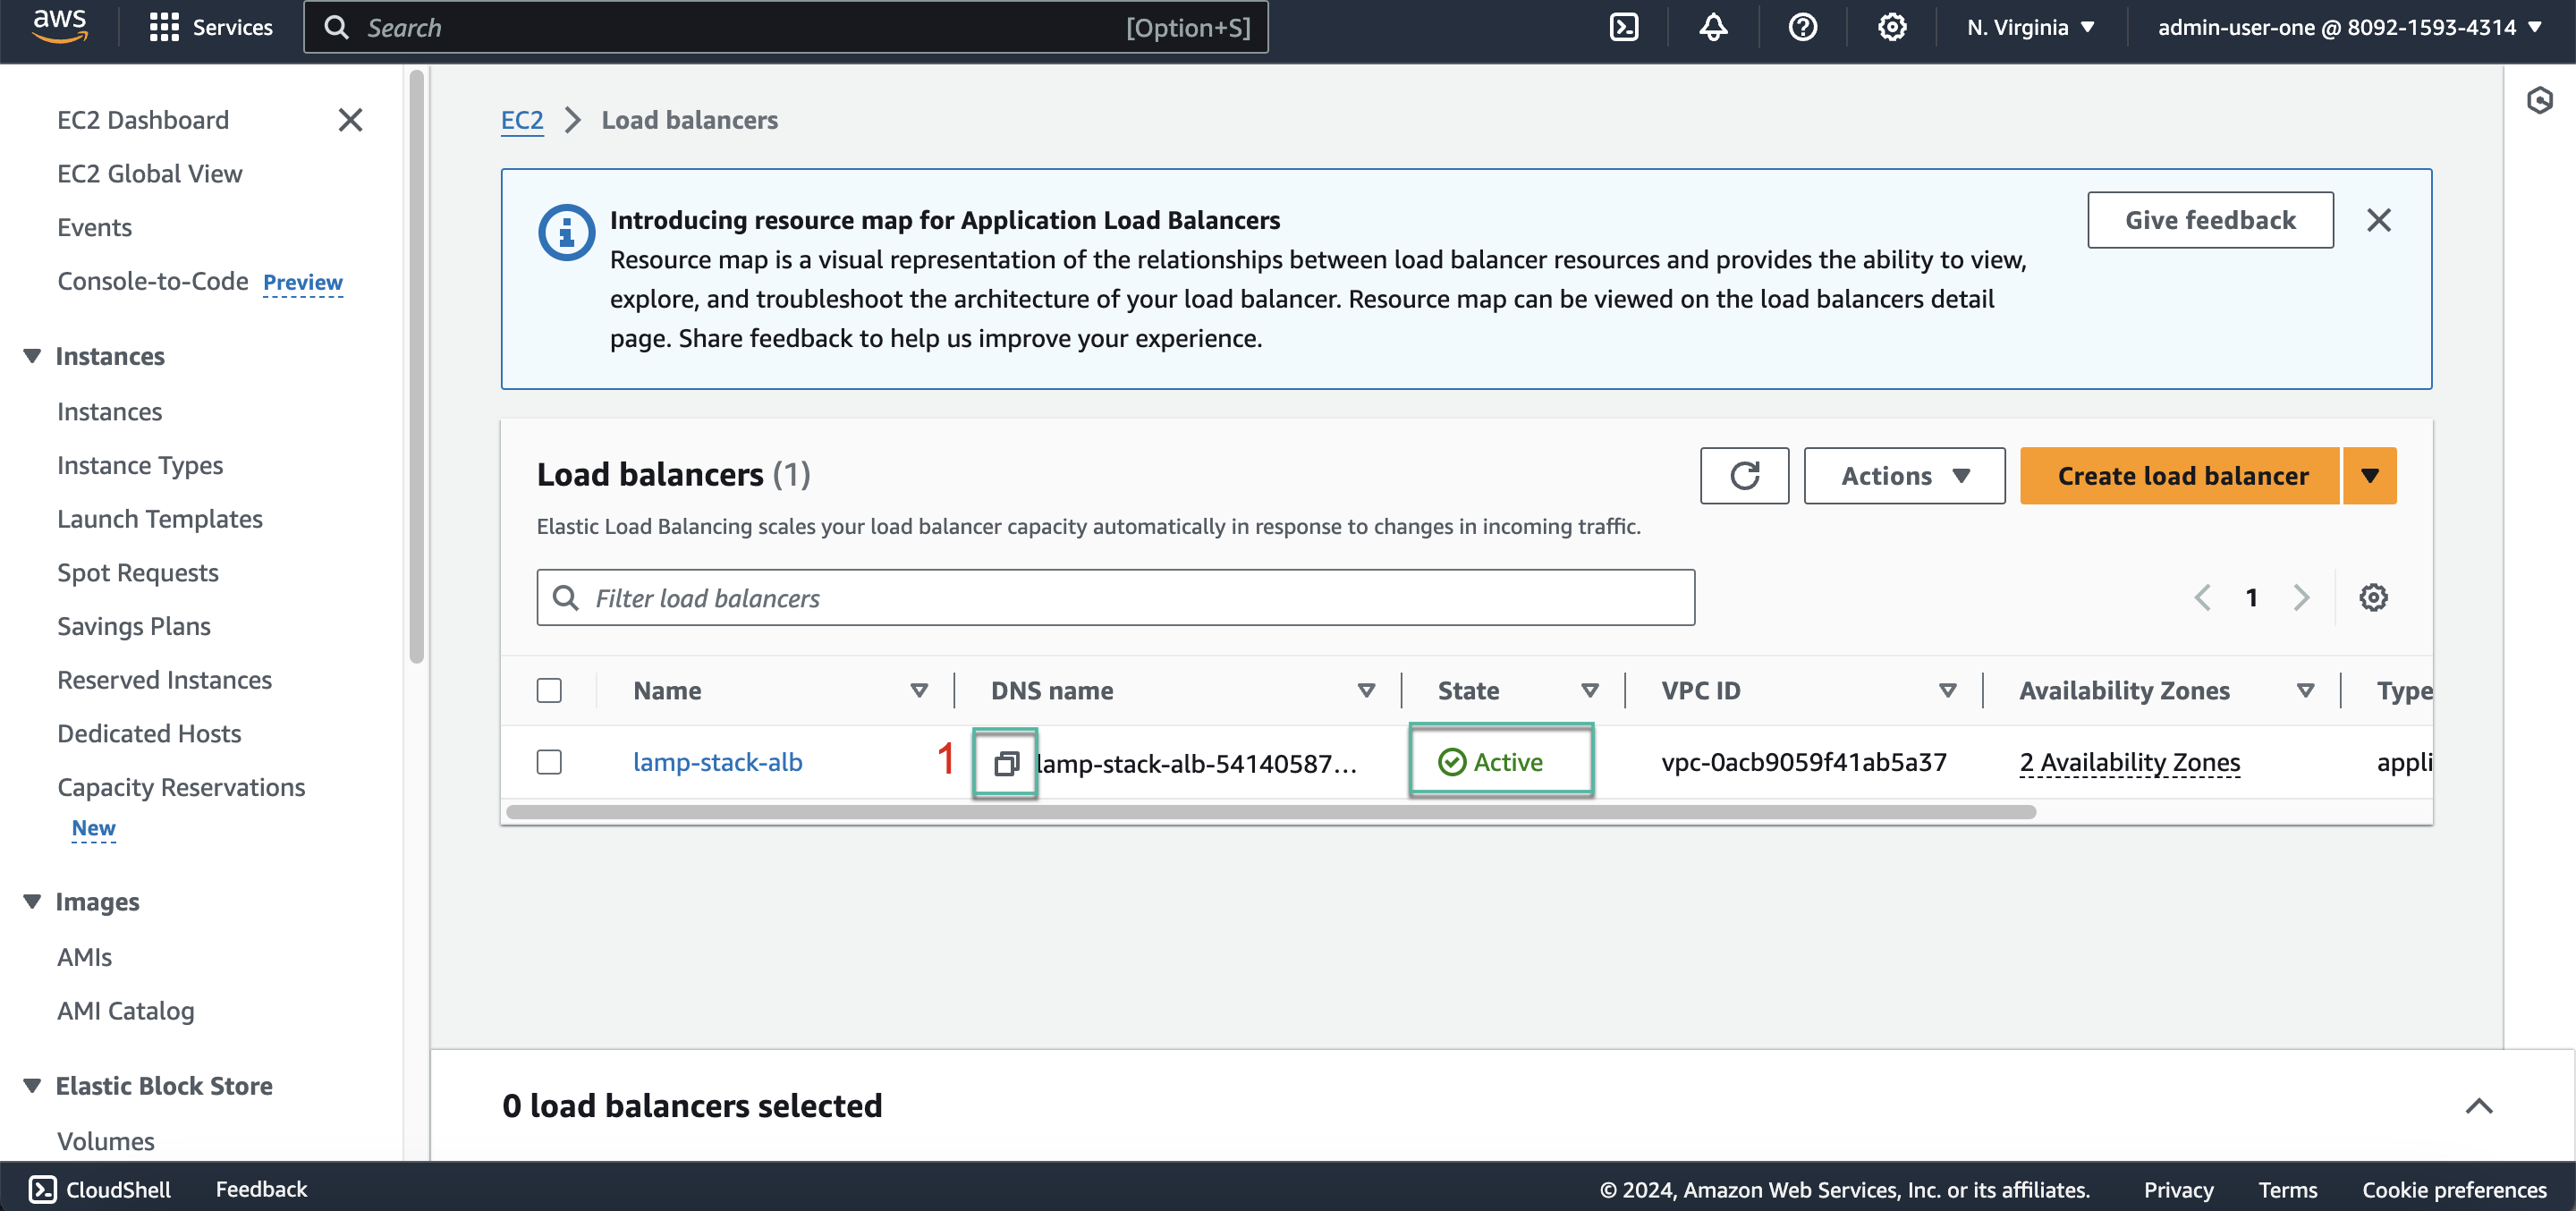 aws
Services
Search
[Option+S]
N. Virginia
admin-user-one @ 8092-1593-4314
EC2 Dashboard
EC2 Global View
Events
Console-to-Code Preview
Instances
Instances
Instance Types
Launch Templates
Spot Requests
Savings Plans
Reserved Instances
Dedicated Hosts
Capacity Reservations
New
Images
AMIs
AMI Catalog
Elastic Block Store
Volumes
EC2 > Load balancers
Introducing resource map for Application Load Balancers
Resource map is a visual representation of the relationships between load balancer resources and provides the ability to view,
explore, and troubleshoot the architecture of your load balancer. Resource map can be viewed on the load balancers detail
page. Share feedback to help us improve your experience.
Give feedback
Load balancers (1)
Actions
Create load balancer
Elastic Load Balancing scales your load balancer capacity automatically in response to changes in incoming traffic.
Filter load balancers
1
Name DNS name State VPC ID Availability Zones Type
lamp-stack-alb 1 lamp-stack-alb-54140587... Active vpc-0acb9059f41ab5a37 2 Availability Zones appli
0 load balancers selected
CloudShell
Feedback
© 2024, Amazon Web Services, Inc. or its affiliates.
Privacy
Terms
Cookie preferences